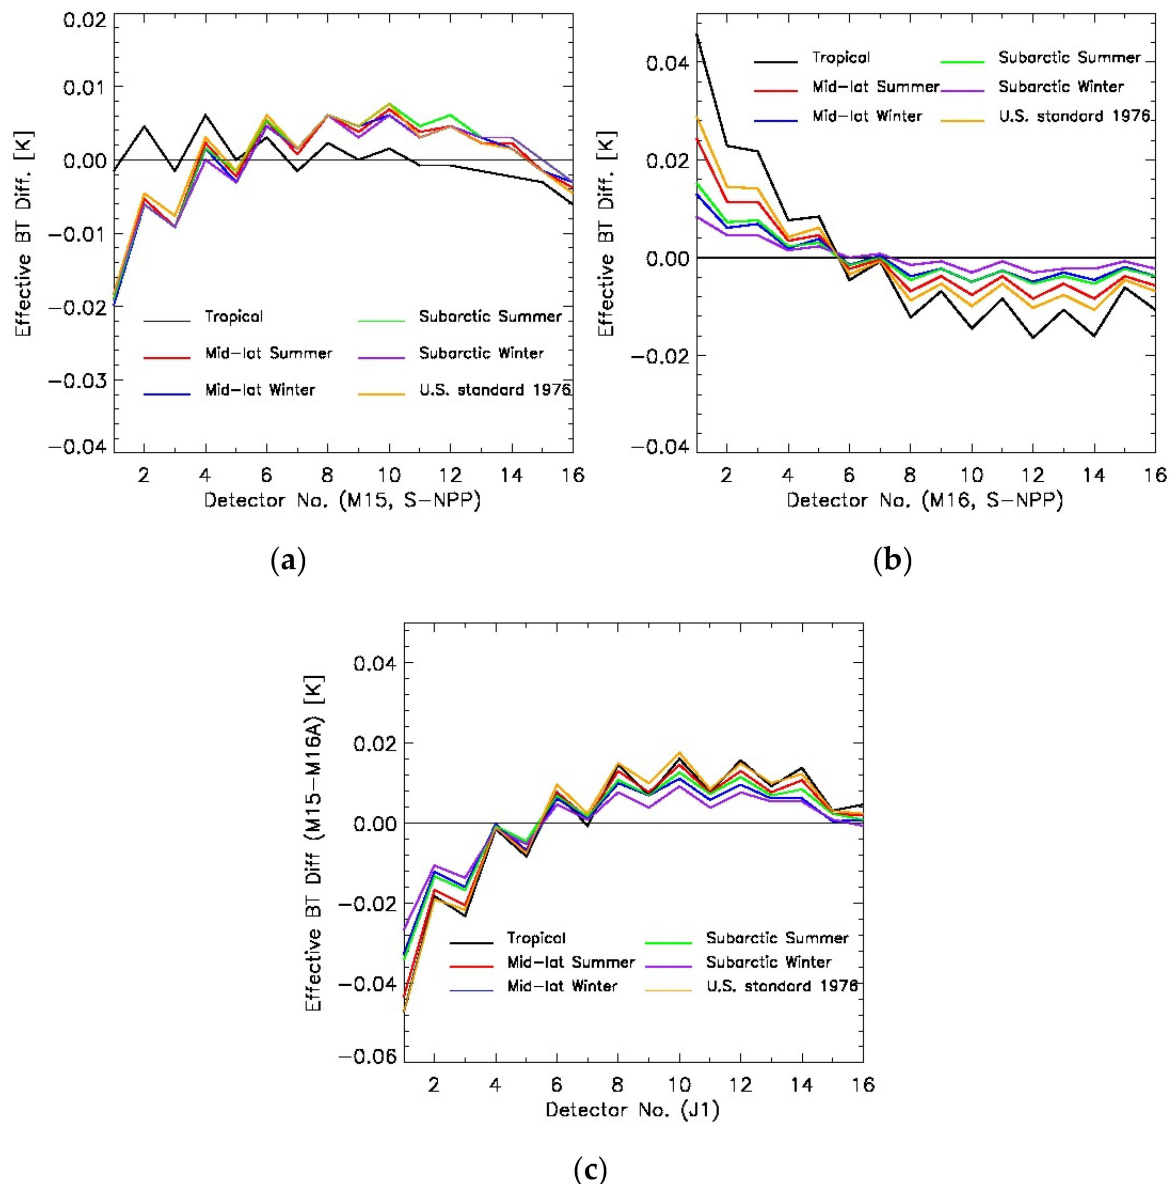 0.02
0.01
0.00
−0.01
−0.02
−0.03
−0.04
Effective BT Diff. [K]
Tropical
Mid−lat Summer
Mid−lat Winter
Subarctic Summer
Subarctic Winter
U.S. standard 1976
2 4 6 8 10 12 14 16
Detector No. (M15, S−NPP)
(a)
0.04
0.02
0.00
−0.02
−0.04
Effective BT Diff. [K]
Tropical
Mid−lat Summer
Mid−lat Winter
Subarctic Summer
Subarctic Winter
U.S. standard 1976
2 4 6 8 10 12 14 16
Detector No. (M16, S−NPP)
(b)
0.04
0.02
0.00
−0.02
−0.04
−0.06
Effective BT Diff (M15−M16A) [K]
Tropical
Mid−lat Summer
Mid−lat Winter
Subarctic Summer
Subarctic Winter
U.S. standard 1976
2 4 6 8 10 12 14 16
Detector No. (J1)
(c)